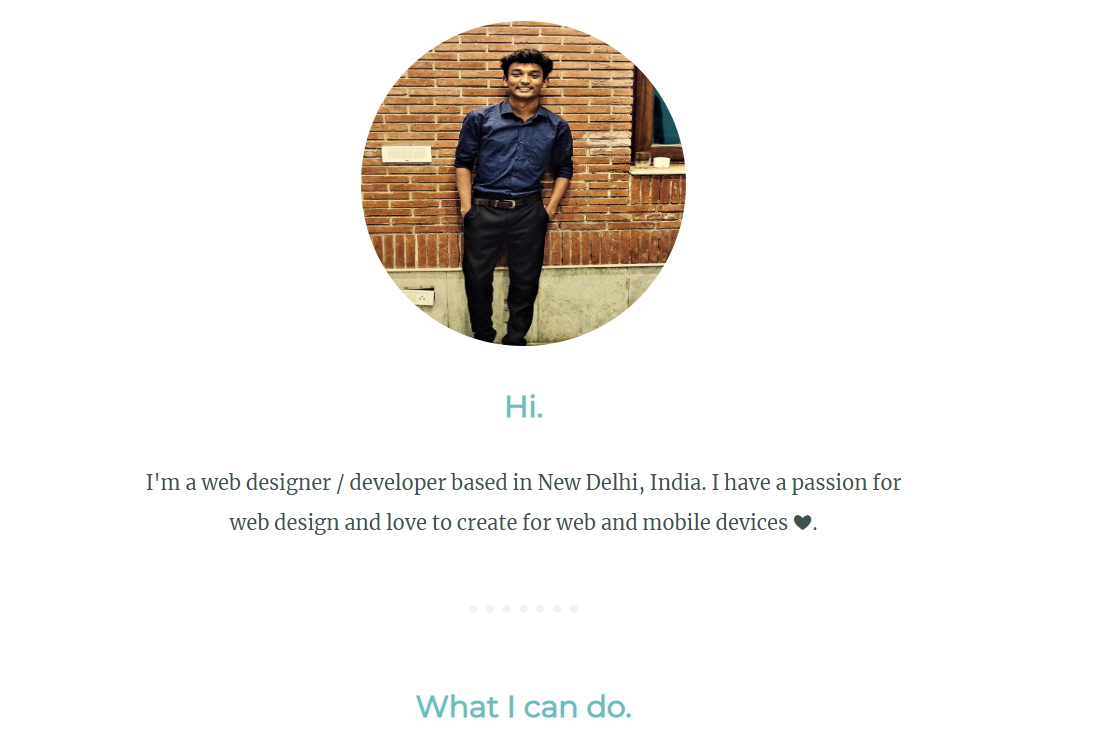 Hi.
I'm a web designer / developer based in New Delhi, India. I have a passion for
web design and love to create for web and mobile devices ♥.
What I can do.